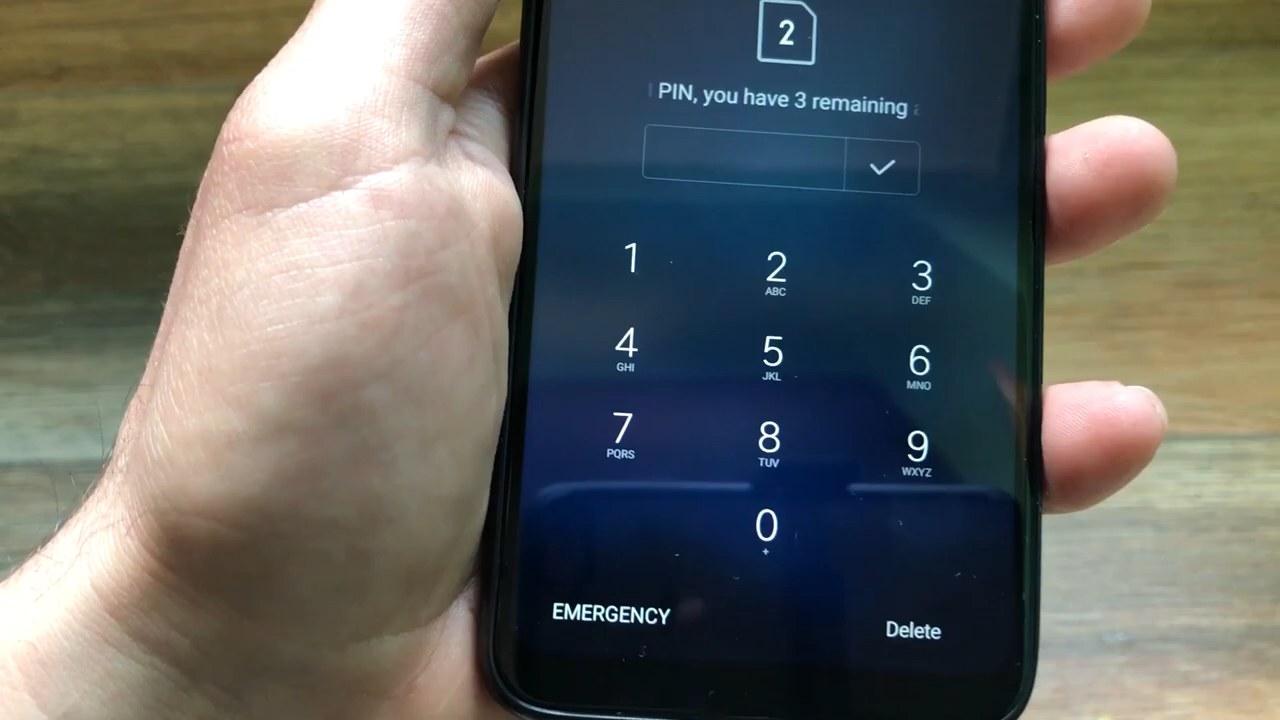 2
PIN, you have 3 remaining
1
2
ABC
3
DEF
4
GHI
5
JKL
6
MNO
7
PQRS
8
TUV
9
WXYZ
0
+
EMERGENCY
Delete